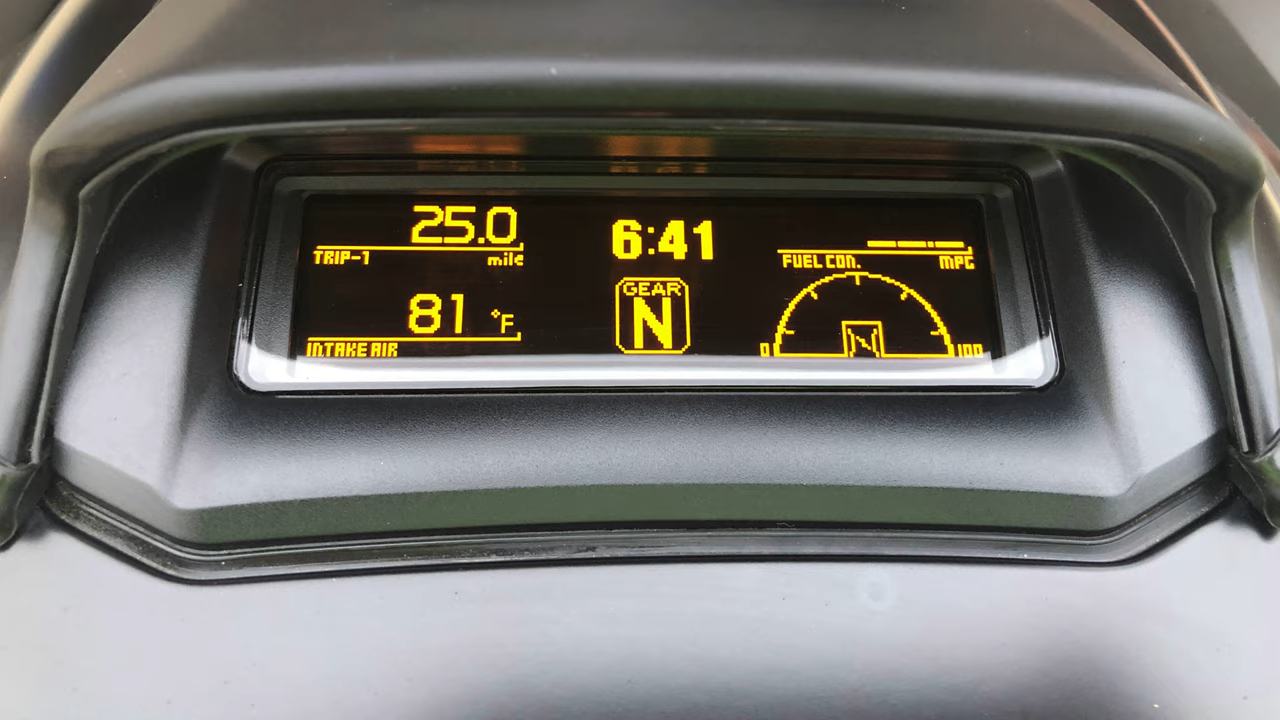 25.0
TRIP-1 mile
81 °F
INTAKE AIR
6:41
GEAR
N
--.-
FUEL CON. MPG
N
0 100